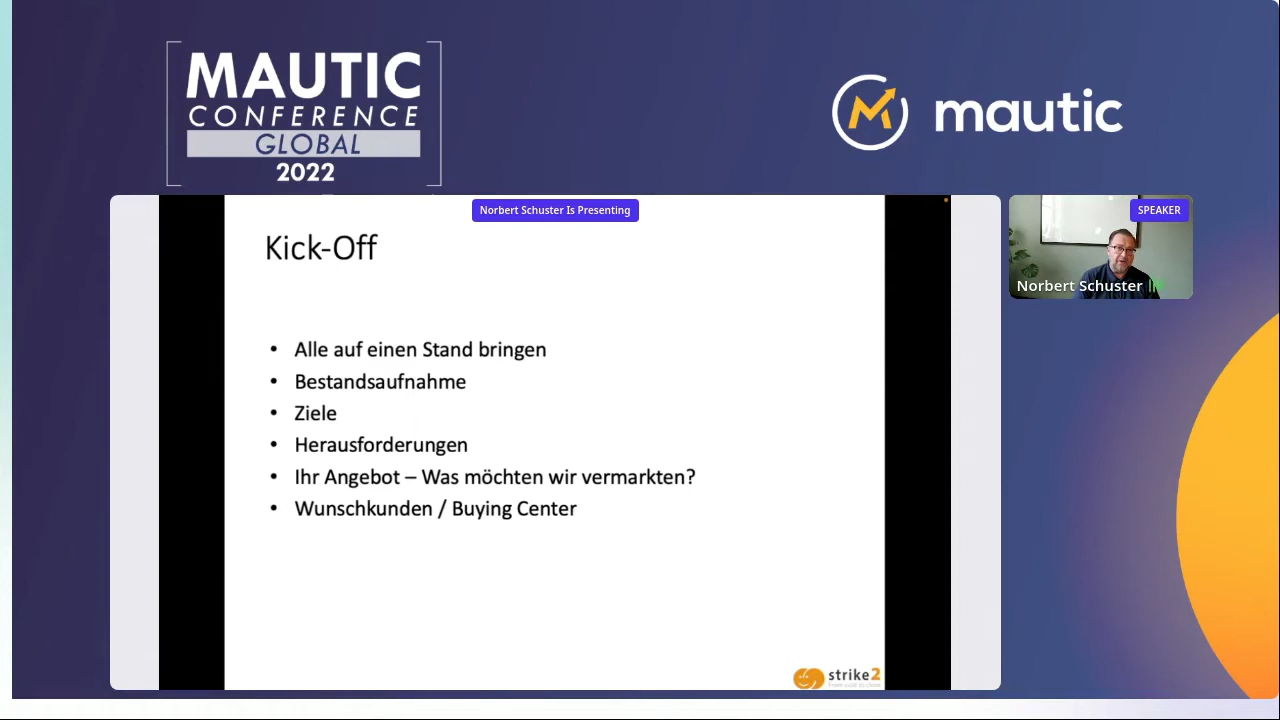 MAUTIC
CONFERENCE
GLOBAL
2022
mautic
Norbert Schuster Is Presenting
SPEAKER
Norbert Schuster
Kick-Off
• Alle auf einen Stand bringen
• Bestandsaufnahme
• Ziele
• Herausforderungen
• Ihr Angebot – Was möchten wir vermarkten?
• Wunschkunden / Buying Center
strike2